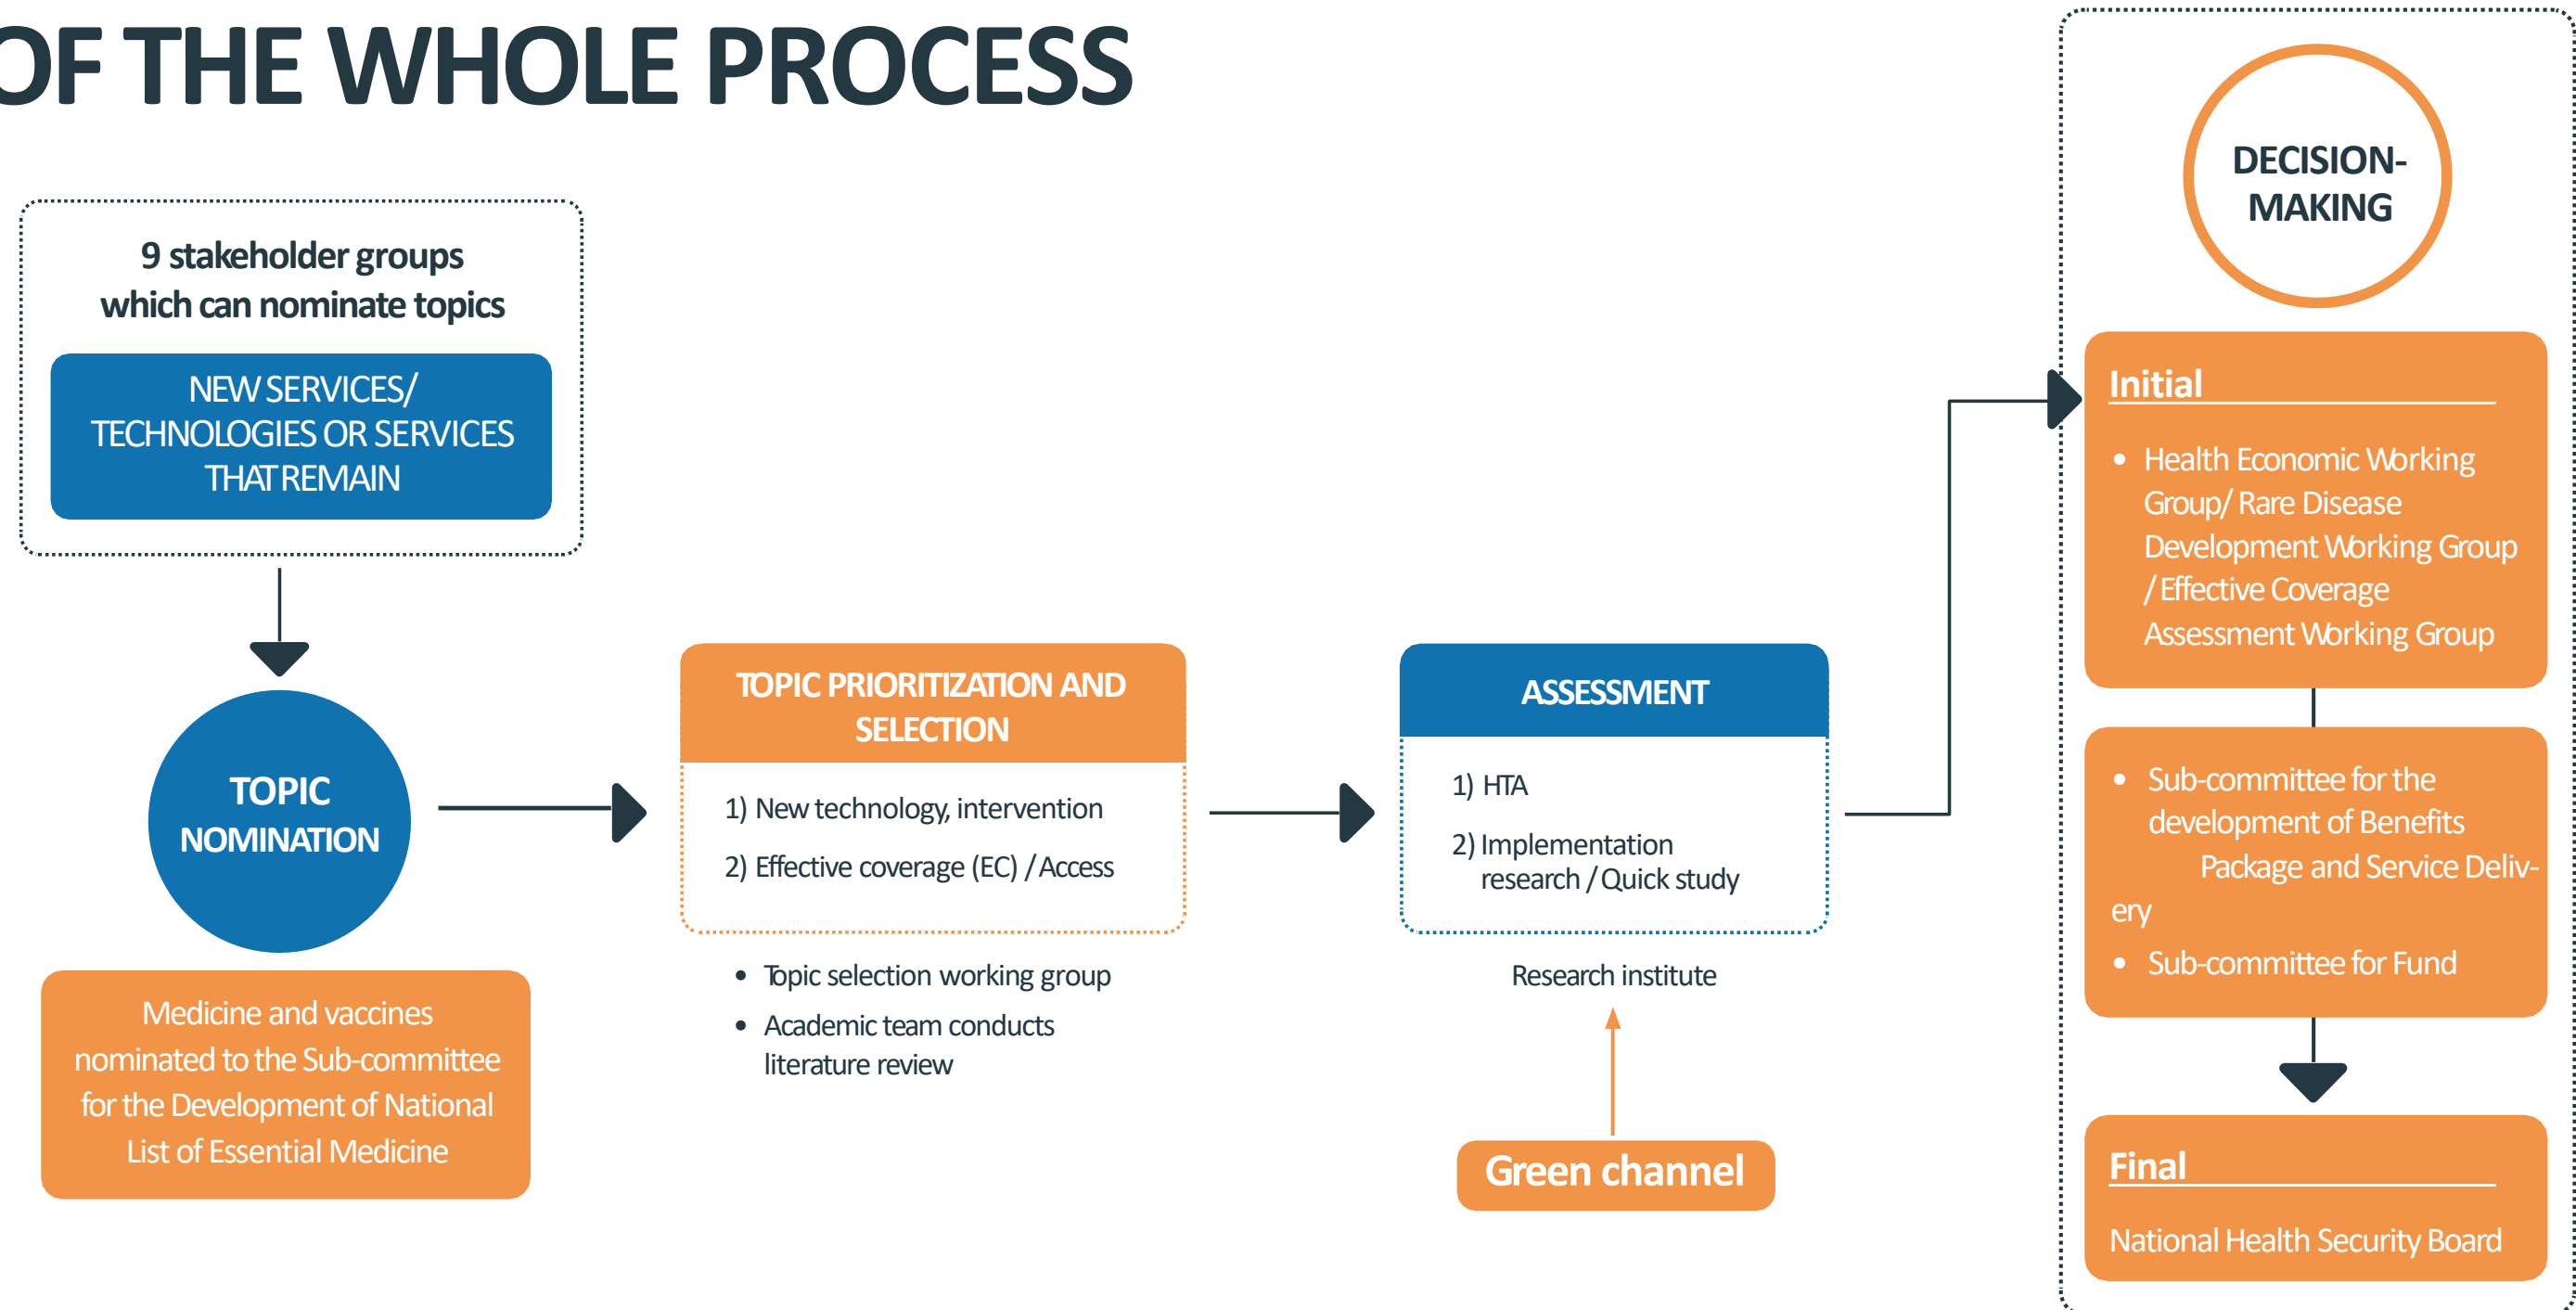 OF THE WHOLE PROCESS
9 stakeholder groups
which can nominate topics
NEW SERVICES/
TECHNOLOGIES OR SERVICES
THAT REMAIN
TOPIC
NOMINATION
Medicine and vaccines
nominated to the Sub-committee
for the Development of National
List of Essential Medicine
TOPIC PRIORITIZATION AND
SELECTION
1) New technology, intervention
2) Effective coverage (EC) / Access
• Topic selection working group
• Academic team conducts
literature review
ASSESSMENT
1) HTA
2) Implementation
research / Quick study
Research institute
Green channel
DECISION-
MAKING
Initial
• Health Economic Working
Group/ Rare Disease
Development Working Group
/ Effective Coverage
Assessment Working Group
• Sub-committee for the
development of Benefits
Package and Service Deliv-
ery
• Sub-committee for Fund
Final
National Health Security Board